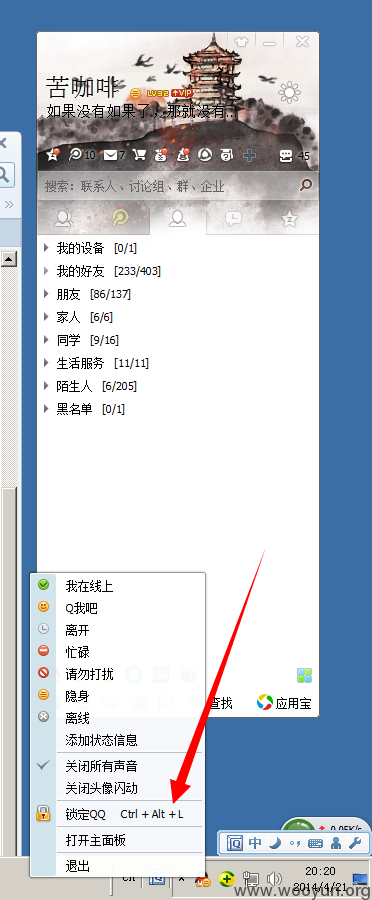 苦咖啡 LV32 VIP
如果没有如果了，那就没有...
10 7 45
搜索：联系人、讨论组、群、企业
我的设备 [0/1]
我的好友 [233/403]
朋友 [86/137]
家人 [6/6]
同学 [9/16]
生活服务 [11/11]
陌生人 [6/205]
黑名单 [0/1]
我在线上
Q我吧
离开
忙碌
请勿打扰
隐身
离线
添加状态信息
关闭所有声音
关闭头像闪动
锁定QQ Ctrl + Alt + L
打开主面板
退出
查找 应用宝
中
20:20
2014/4/21
www.wooyun.org